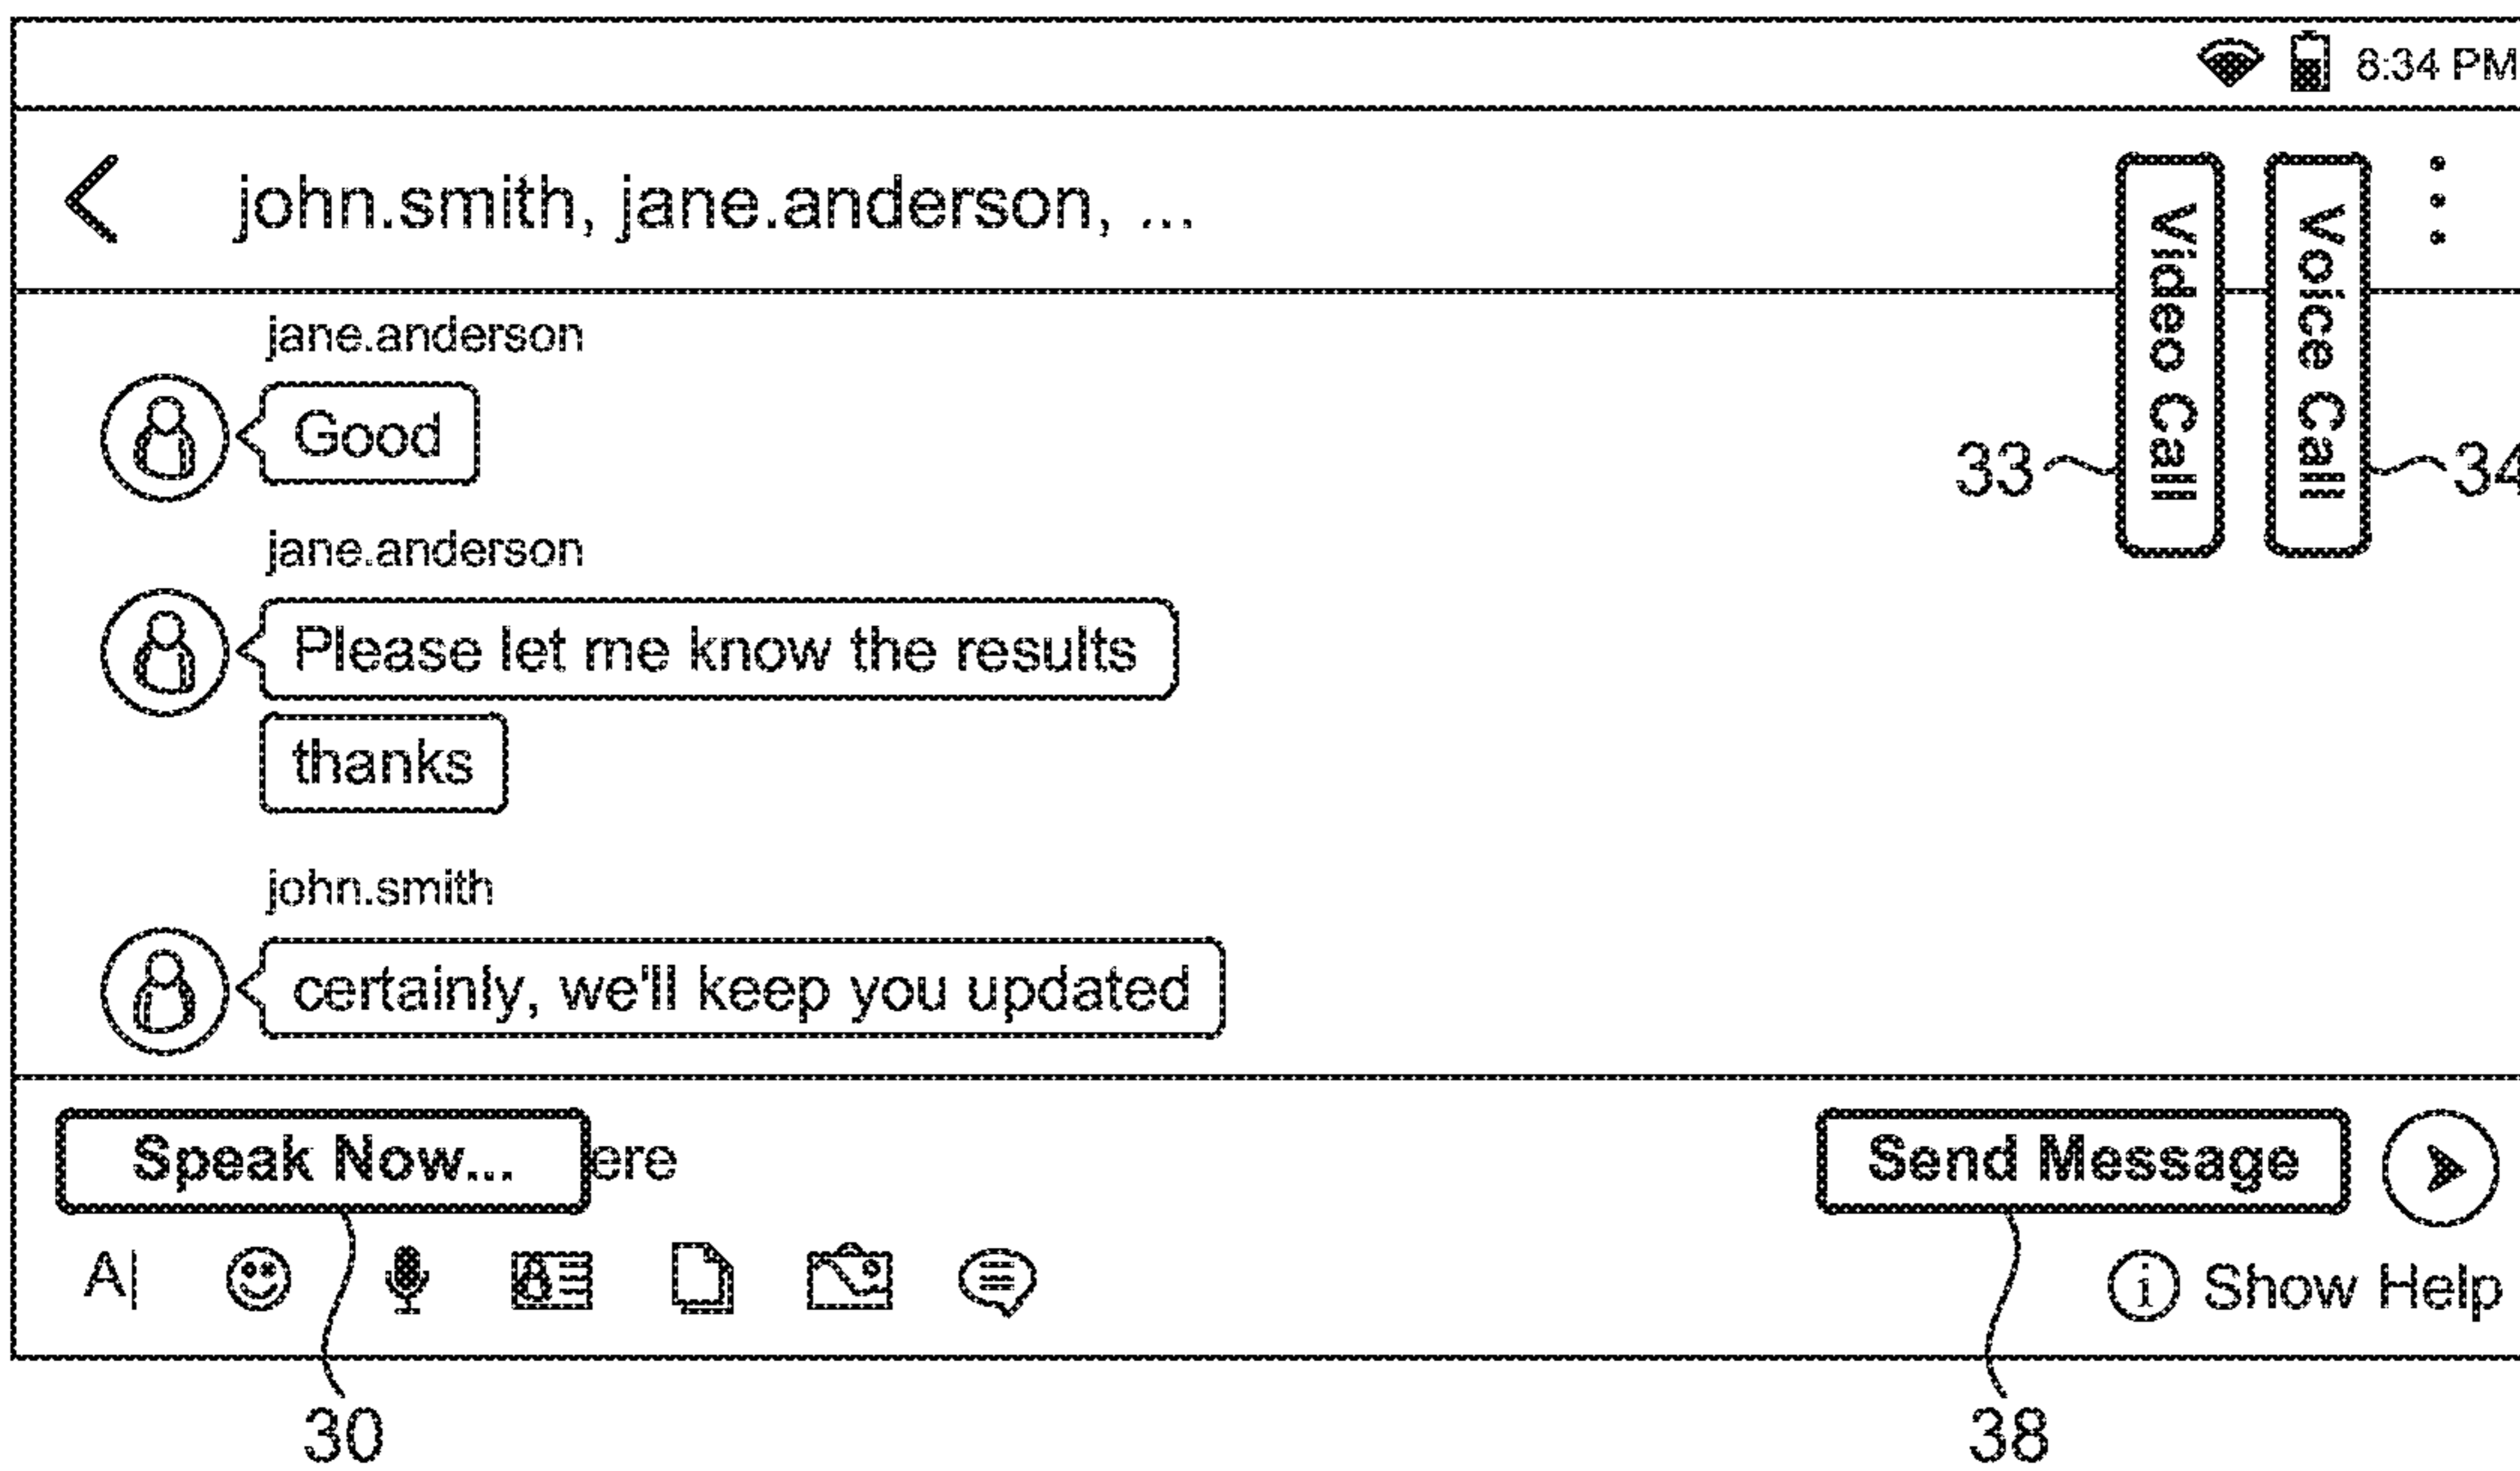 8:34 PM
john.smith, jane.anderson, ...
Video Call
Voice Call
jane.anderson
Good
33
34
jane.anderson
Please let me know the results
thanks
john.smith
certainly, we'll keep you updated
Speak Now... ere
Send Message
A|
i Show Help
30
38